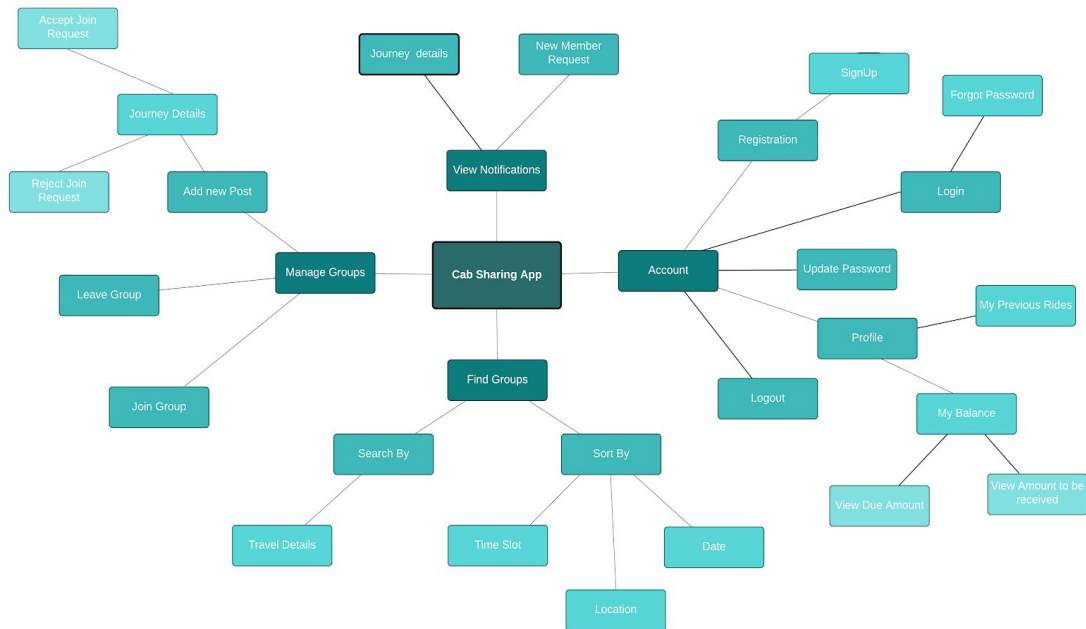 Accept Join
Request
Journey details
New Member
Request
SignUp
Forgot Password
Journey Details
Registration
View Notifications
Reject Join
Request
Add new Post
Login
Manage Groups
Cab Sharing App
Account
Update Password
Leave Group
My Previous Rides
Profile
Find Groups
Join Group
Logout
My Balance
Search By
Sort By
View Due Amount
View Amount to be
received
Travel Details
Time Slot
Date
Location